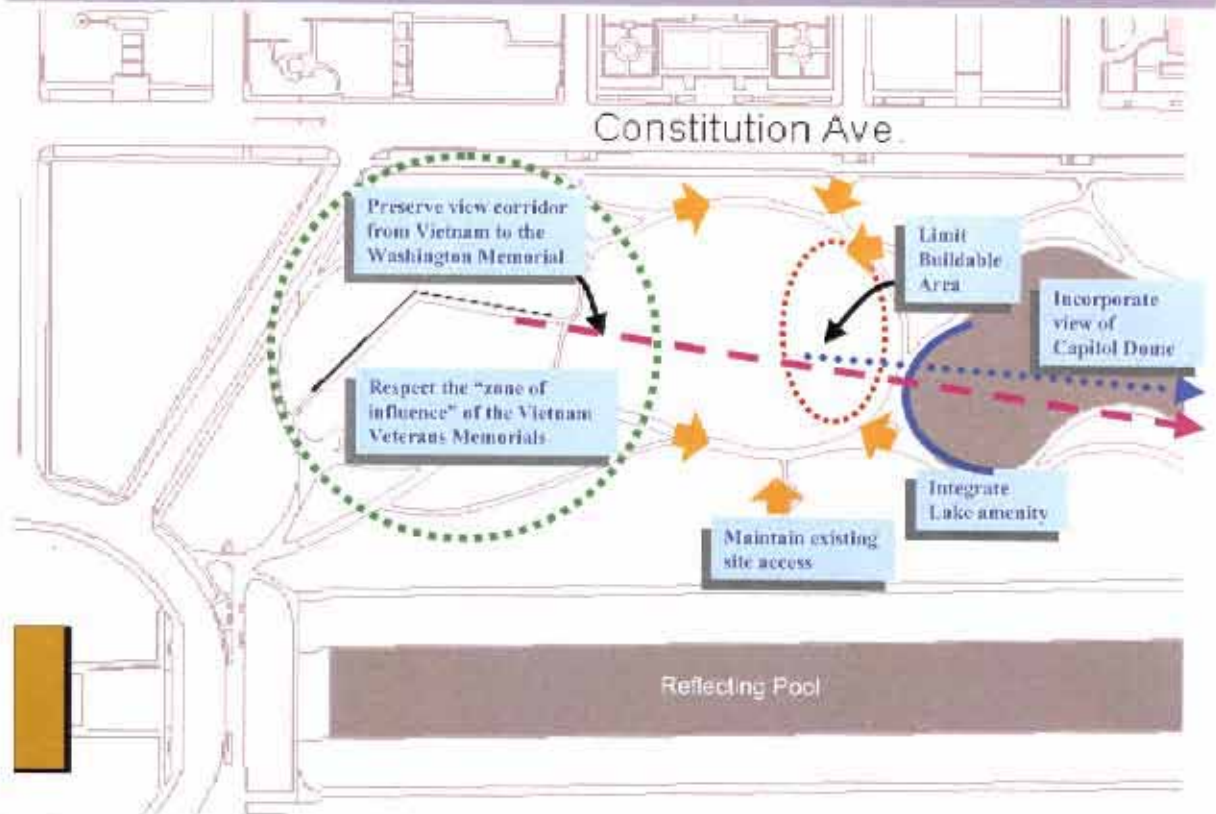 Constitution Ave.
Preserve view corridor
from Vietnam to the
Washington Memorial
Limit
Buildable
Area
Incorporate
view of
Capitol Dome
Respect the “zone of
influence” of the Vietnam
Veterans Memorials
Integrate
Lake amenity
Maintain existing
site access
Reflecting Pool